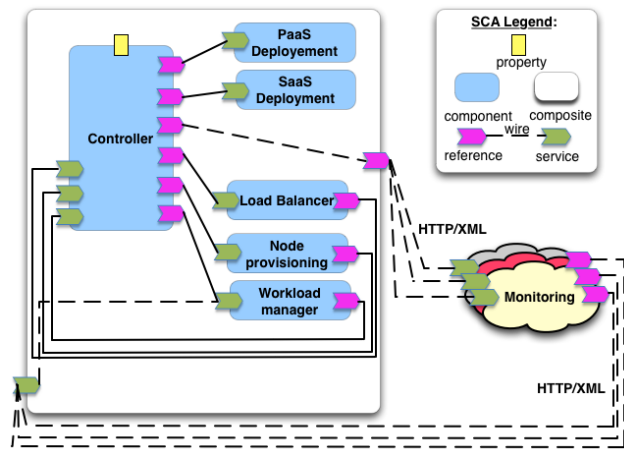 PaaS
Deployement
SaaS
Deployment
Controller
Load Balancer
Node
provisioning
Workload
manager
SCA Legend:
property
component
composite
wire
reference
service
HTTP/XML
Monitoring
HTTP/XML